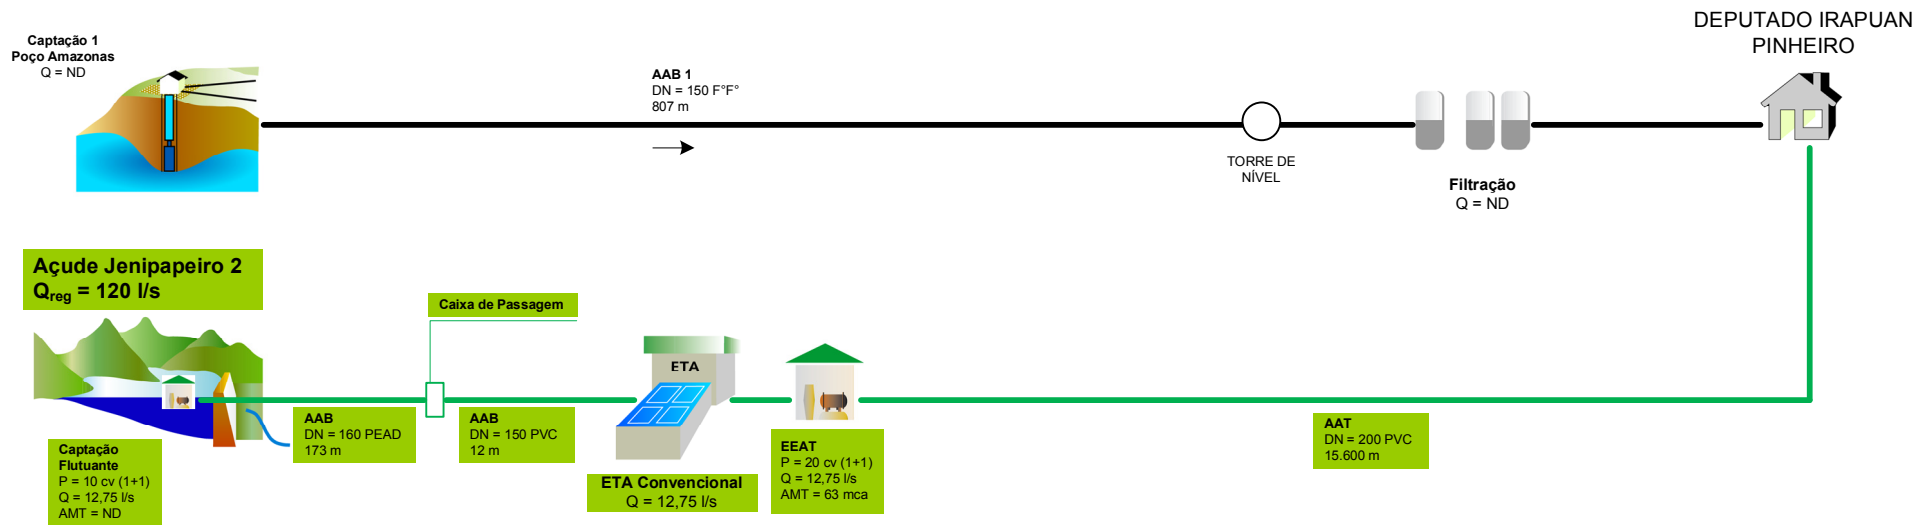 DEPUTADO IRAPUAN
PINHEIRO
Captação 1
Poço Amazonas
Q = ND
AAB 1
DN = 150 F°F°
807 m
TORRE DE
NÍVEL
Filtração
Q = ND
Açude Jenipapeiro 2
Qreg = 120 l/s
Caixa de Passagem
ETA
AAB
DN = 160 PEAD
173 m
AAB
DN = 150 PVC
12 m
AAT
DN = 200 PVC
15.600 m
Captação
Flutuante
P = 10 cv (1+1)
Q = 12,75 l/s
AMT = ND
ETA Convencional
Q = 12,75 l/s
EEAT
P = 20 cv (1+1)
Q = 12,75 l/s
AMT = 63 mca